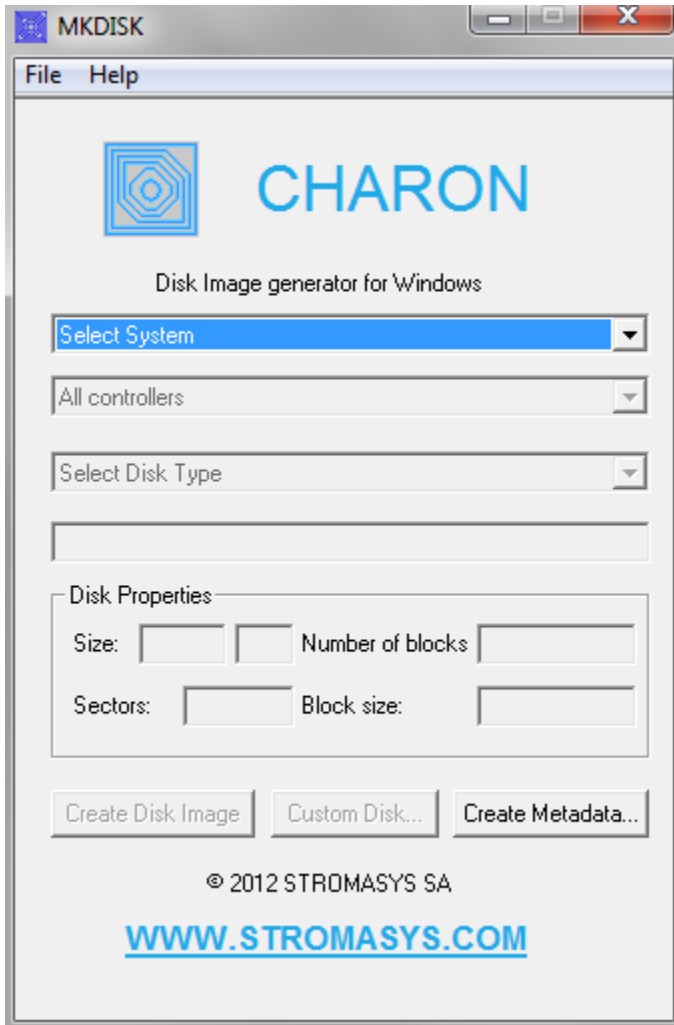 MKDISK
File Help
CHARON
Disk Image generator for Windows
Select System
All controllers
Select Disk Type
Disk Properties
Size: Number of blocks
Sectors: Block size:
Create Disk Image Custom Disk... Create Metadata...
© 2012 STROMASYS SA
WWW.STROMASYS.COM